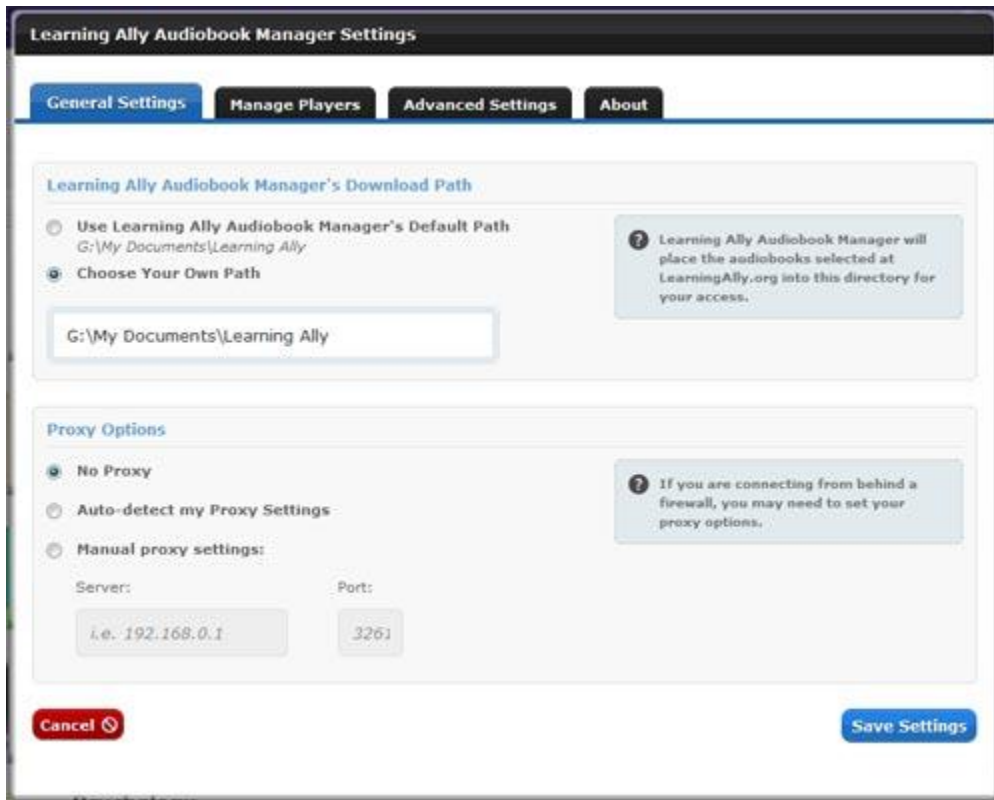 Learning Ally Audiobook Manager Settings
General Settings
Manage Players
Advanced Settings
About
Learning Ally Audiobook Manager's Download Path
Use Learning Ally Audiobook Manager's Default Path
G:\My Documents\Learning Ally
Choose Your Own Path
G:\My Documents\Learning Ally
Learning Ally Audiobook Manager will
place the audiobooks selected at
LearningAlly.org into this directory for
your access.
Proxy Options
No Proxy
Auto-detect my Proxy Settings
Manual proxy settings:
Server:
Port:
i.e. 192.168.0.1
3261
If you are connecting from behind a
firewall, you may need to set your
proxy options.
Cancel
Save Settings